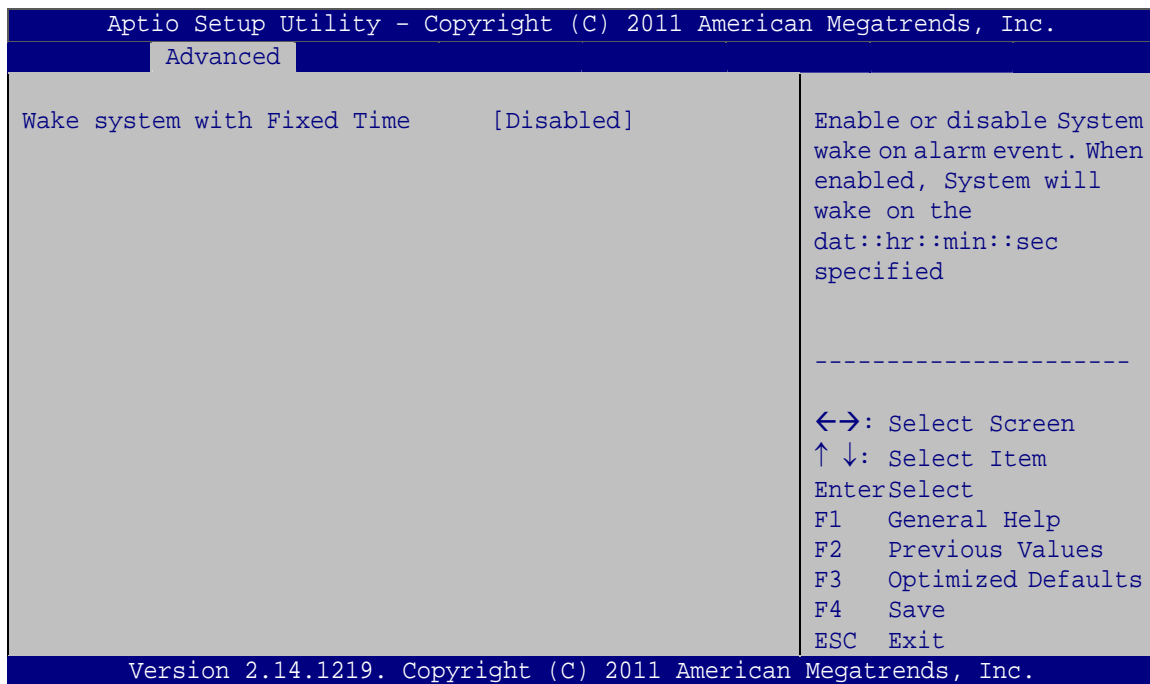 Aptio Setup Utility – Copyright (C) 2011 American Megatrends, Inc.
Advanced
Wake system with Fixed Time [Disabled]
Enable or disable System
wake on alarm event. When
enabled, System will
wake on the
dat::hr::min::sec
specified
----------------------
←→: Select Screen
↑ ↓: Select Item
EnterSelect
F1 General Help
F2 Previous Values
F3 Optimized Defaults
F4 Save
ESC Exit
Version 2.14.1219. Copyright (C) 2011 American Megatrends, Inc.